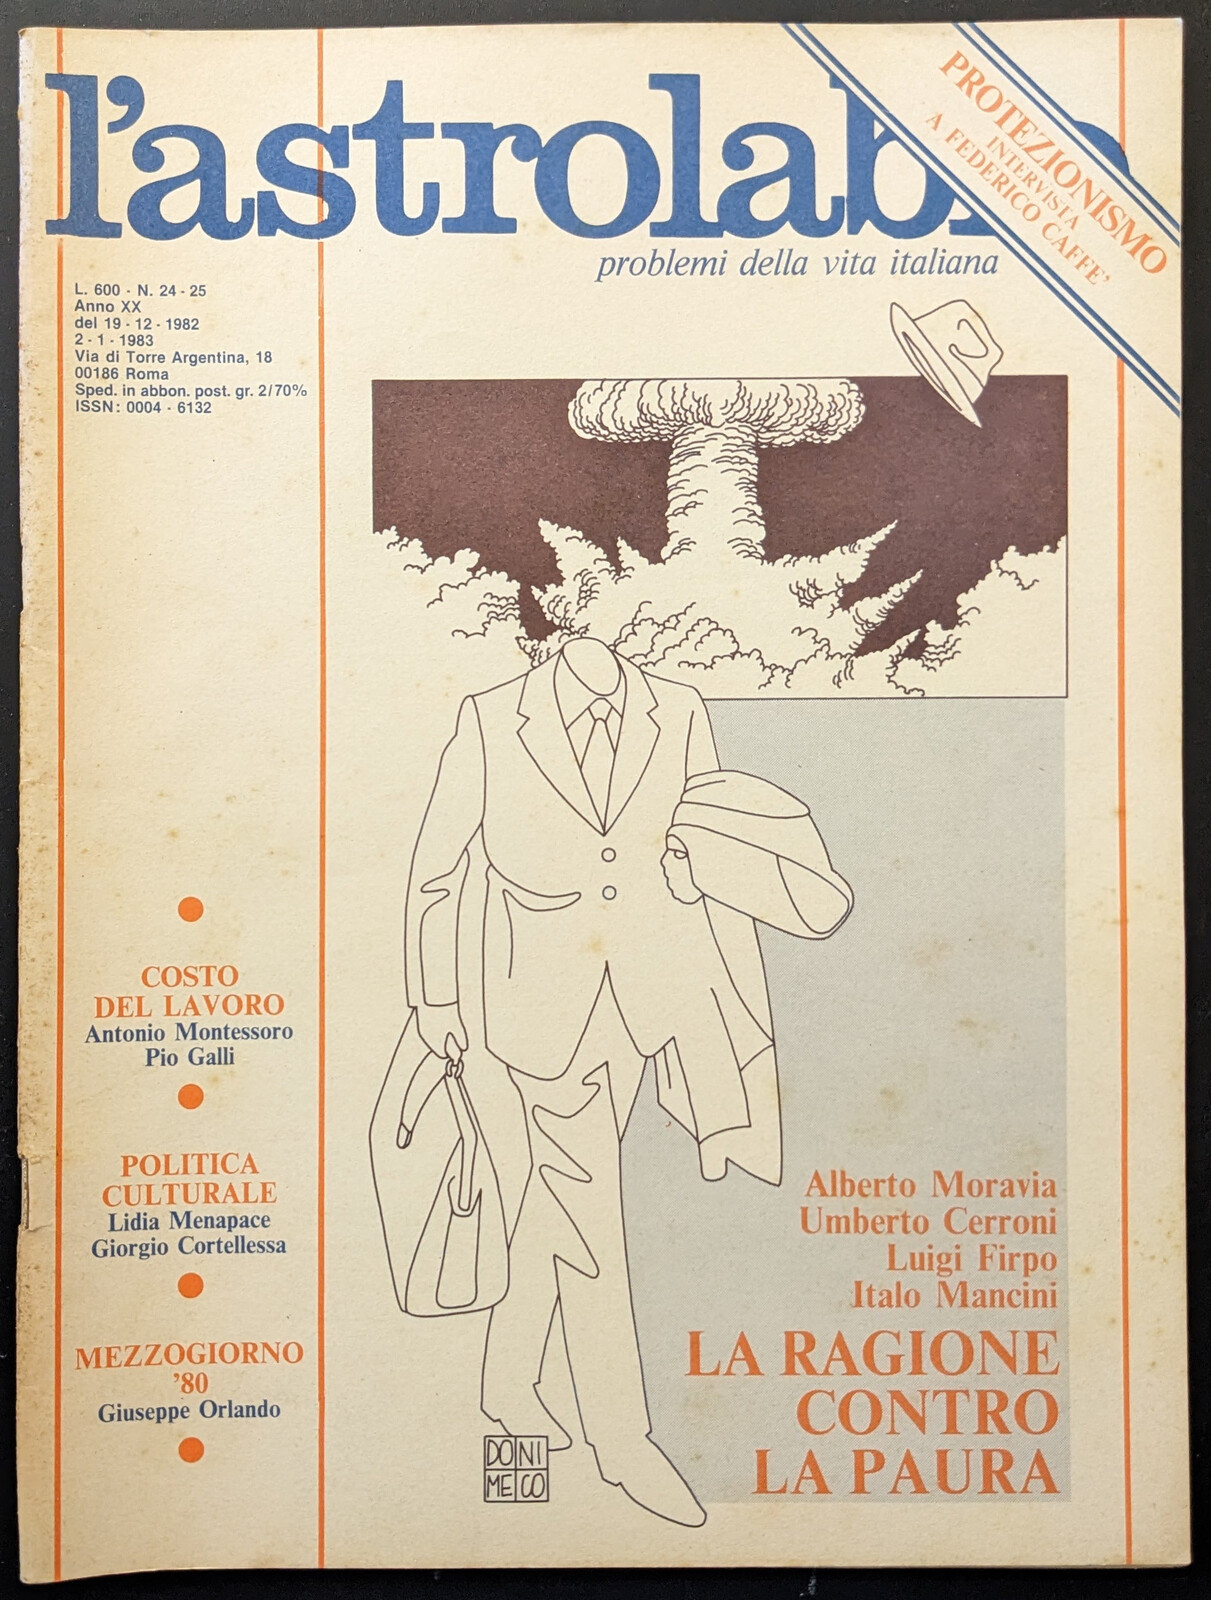 l'astrolab
problemi della vita italiana
PROTEZIONISMO
INTERVISTA
A FEDERICO CAFFE'
L. 600 - N. 24 - 25
Anno XX
del 19 - 12 - 1982
2 - 1 - 1983
Via di Torre Argentina, 18
00186 Roma
Sped. in abbon. post. gr. 2/70%
ISSN: 0004 - 6132
COSTO
DEL LAVORO
Antonio Montessoro
Pio Galli
POLITICA
CULTURALE
Lidia Menapace
Giorgio Cortellessa
MEZZOGIORNO
'80
Giuseppe Orlando
Alberto Moravia
Umberto Cerroni
Luigi Firpo
Italo Mancini
LA RAGIONE
CONTRO
LA PAURA
DO NI
ME CO